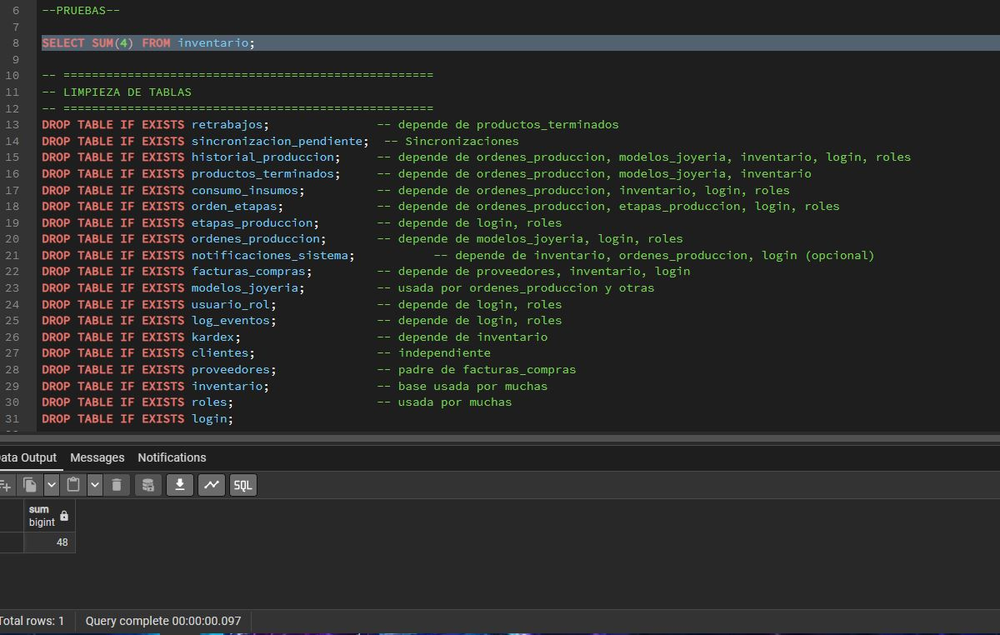 6 --PRUEBAS--
7
8 SELECT SUM(4) FROM inventario;
9
10 -- ====================================================
11 -- LIMPIEZA DE TABLAS
12 -- ====================================================
13 DROP TABLE IF EXISTS retrabajos; -- depende de productos_terminados
14 DROP TABLE IF EXISTS sincronizacion_pendiente; -- Sincronizaciones
15 DROP TABLE IF EXISTS historial_produccion; -- depende de ordenes_produccion, modelos_joyeria, inventario, login, roles
16 DROP TABLE IF EXISTS productos_terminados; -- depende de ordenes_produccion, modelos_joyeria, inventario
17 DROP TABLE IF EXISTS consumo_insumos; -- depende de ordenes_produccion, inventario, login, roles
18 DROP TABLE IF EXISTS orden_etapas; -- depende de ordenes_produccion, etapas_produccion, login, roles
19 DROP TABLE IF EXISTS etapas_produccion; -- depende de login, roles
20 DROP TABLE IF EXISTS ordenes_produccion; -- depende de modelos_joyeria, login, roles
21 DROP TABLE IF EXISTS notificaciones_sistema; -- depende de inventario, ordenes_produccion, login (opcional)
22 DROP TABLE IF EXISTS facturas_compras; -- depende de proveedores, inventario, login
23 DROP TABLE IF EXISTS modelos_joyeria; -- usada por ordenes_produccion y otras
24 DROP TABLE IF EXISTS usuario_rol; -- depende de login, roles
25 DROP TABLE IF EXISTS log_eventos; -- depende de login, roles
26 DROP TABLE IF EXISTS kardex; -- depende de inventario
27 DROP TABLE IF EXISTS clientes; -- independiente
28 DROP TABLE IF EXISTS proveedores; -- padre de facturas_compras
29 DROP TABLE IF EXISTS inventario; -- base usada por muchas
30 DROP TABLE IF EXISTS roles; -- usada por muchas
31 DROP TABLE IF EXISTS login;
ata Output Messages Notifications
SQL
sum
bigint
48
Total rows: 1 Query complete 00:00:00.097